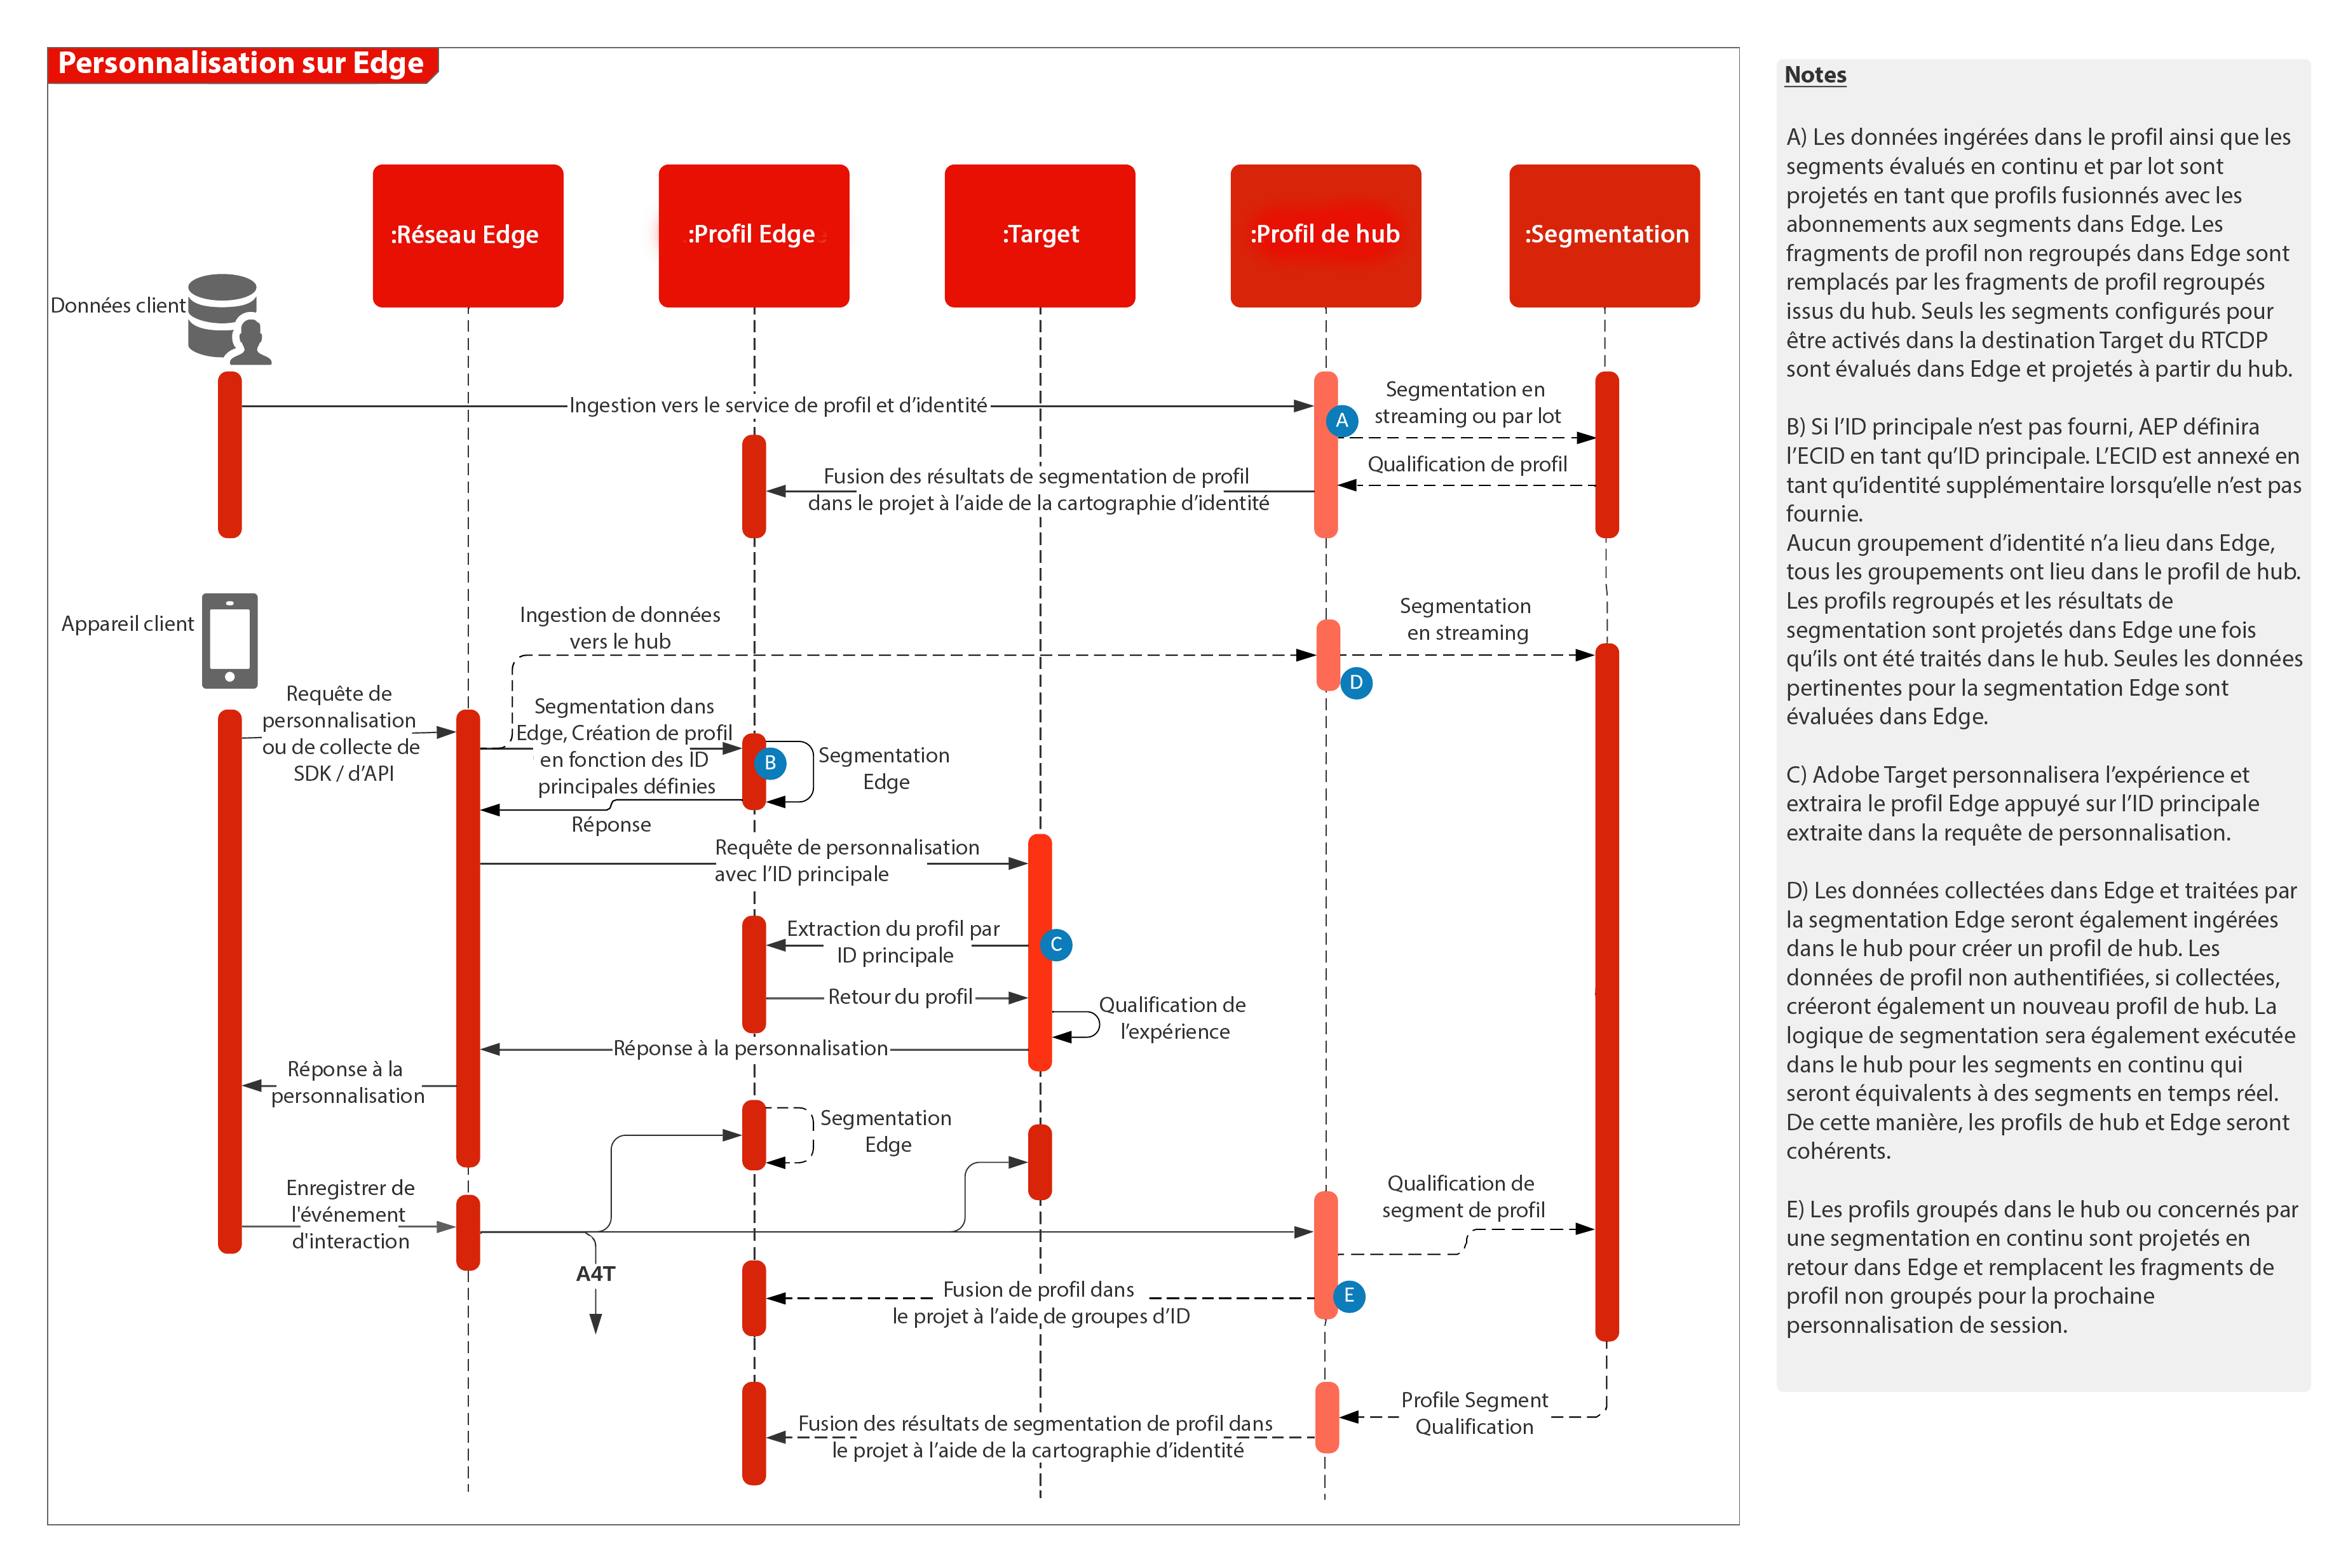 Personnalisation sur Edge
:Réseau Edge
:Profil Edge
:Target
:Profil de hub
:Segmentation
Données client
Ingestion vers le service de profil et d’identité
A
Segmentation en
streaming ou par lot
Qualification de profil
Fusion des résultats de segmentation de profil
dans le projet à l’aide de la cartographie d’identité
Appareil client
Ingestion de données
vers le hub
Segmentation
en streaming
D
Requête de
personnalisation
ou de collecte de
SDK / d’API
Segmentation dans
Edge, Création de profil
en fonction des ID
principales définies
B
Segmentation
Edge
Réponse
Requête de personnalisation
avec l’ID principale
Extraction du profil par
ID principale
C
Retour du profil
Qualification de
l’expérience
Réponse à la personnalisation
Réponse à la
personnalisation
Segmentation
Edge
Enregistrer de
l'événement
d'interaction
Qualification de
segment de profil
A4T
Fusion de profil dans
le projet à l’aide de groupes d’ID
E
Profile Segment
Qualification
Fusion des résultats de segmentation de profil dans
le projet à l’aide de la cartographie d’identité
Notes
A) Les données ingérées dans le profil ainsi que les
segments évalués en continu et par lot sont
projetés en tant que profils fusionnés avec les
abonnements aux segments dans Edge. Les
fragments de profil non regroupés dans Edge sont
remplacés par les fragments de profil regroupés
issus du hub. Seuls les segments configurés pour
être activés dans la destination Target du RTCDP
sont évalués dans Edge et projetés à partir du hub.
B) Si l’ID principale n’est pas fourni, AEP définira
l’ECID en tant qu’ID principale. L’ECID est annexé en
tant qu’identité supplémentaire lorsqu’elle n’est pas
fournie.
Aucun groupement d’identité n’a lieu dans Edge,
tous les groupements ont lieu dans le profil de hub.
Les profils regroupés et les résultats de
segmentation sont projetés dans Edge une fois
qu’ils ont été traités dans le hub. Seules les données
pertinentes pour la segmentation Edge sont
évaluées dans Edge.
C) Adobe Target personnalisera l’expérience et
extraira le profil Edge appuyé sur l’ID principale
extraite dans la requête de personnalisation.
D) Les données collectées dans Edge et traitées par
la segmentation Edge seront également ingérées
dans le hub pour créer un profil de hub. Les
données de profil non authentifiées, si collectées,
créeront également un nouveau profil de hub. La
logique de segmentation sera également exécutée
dans le hub pour les segments en continu qui
seront équivalents à des segments en temps réel.
De cette manière, les profils de hub et Edge seront
cohérents.
E) Les profils groupés dans le hub ou concernés par
une segmentation en continu sont projetés en
retour dans Edge et remplacent les fragments de
profil non groupés pour la prochaine
personnalisation de session.